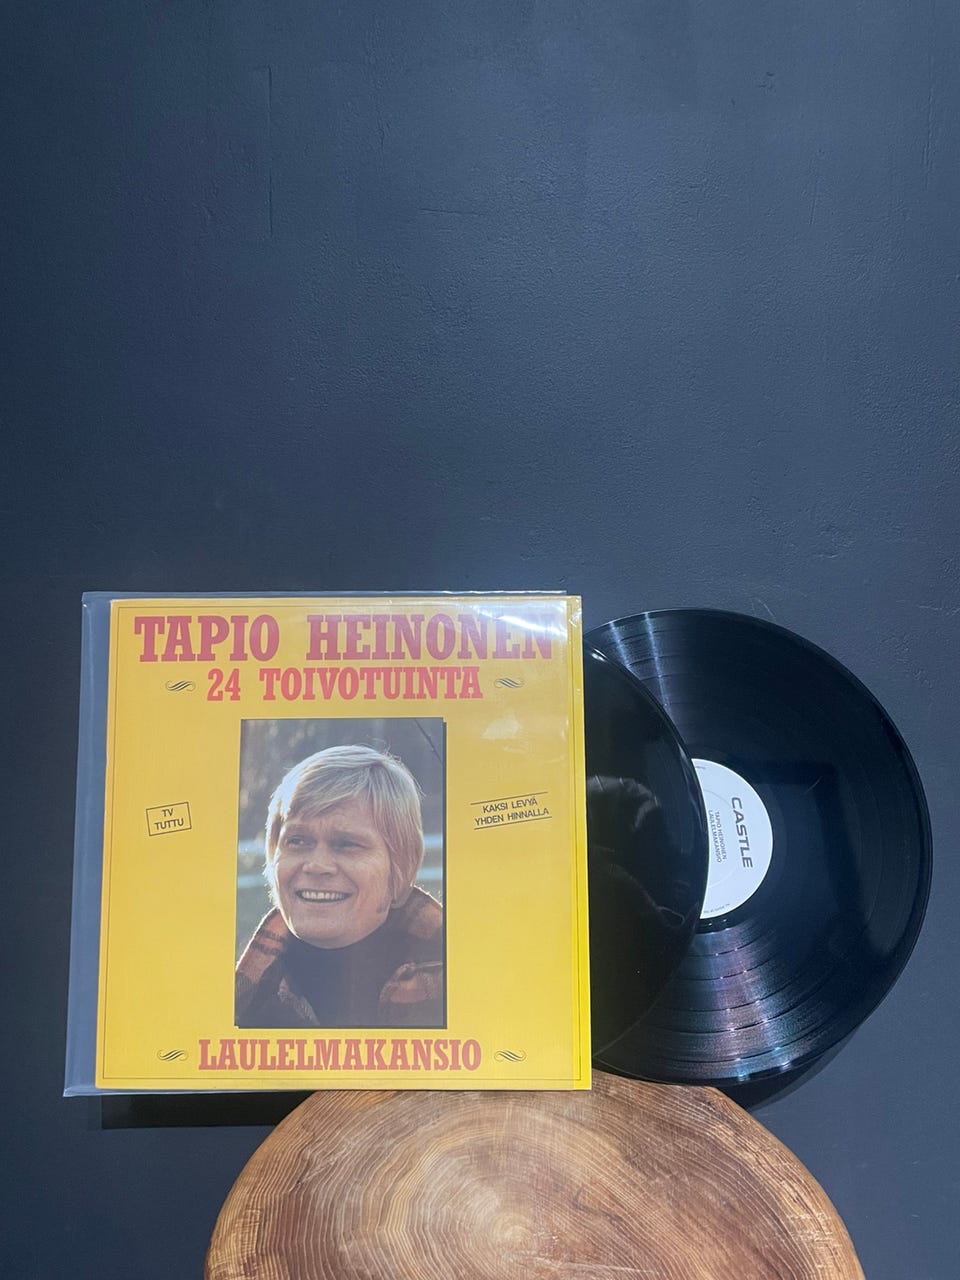 TAPIO HEINONEN
24 TOIVOTUINTA
TV
TUTTU
KAKSI LEVYÄ
YHDEN HINNALLA
LAULELMAKANSIO
CASTLE
TAPIO HEINONEN
LAULELMAKANSIO